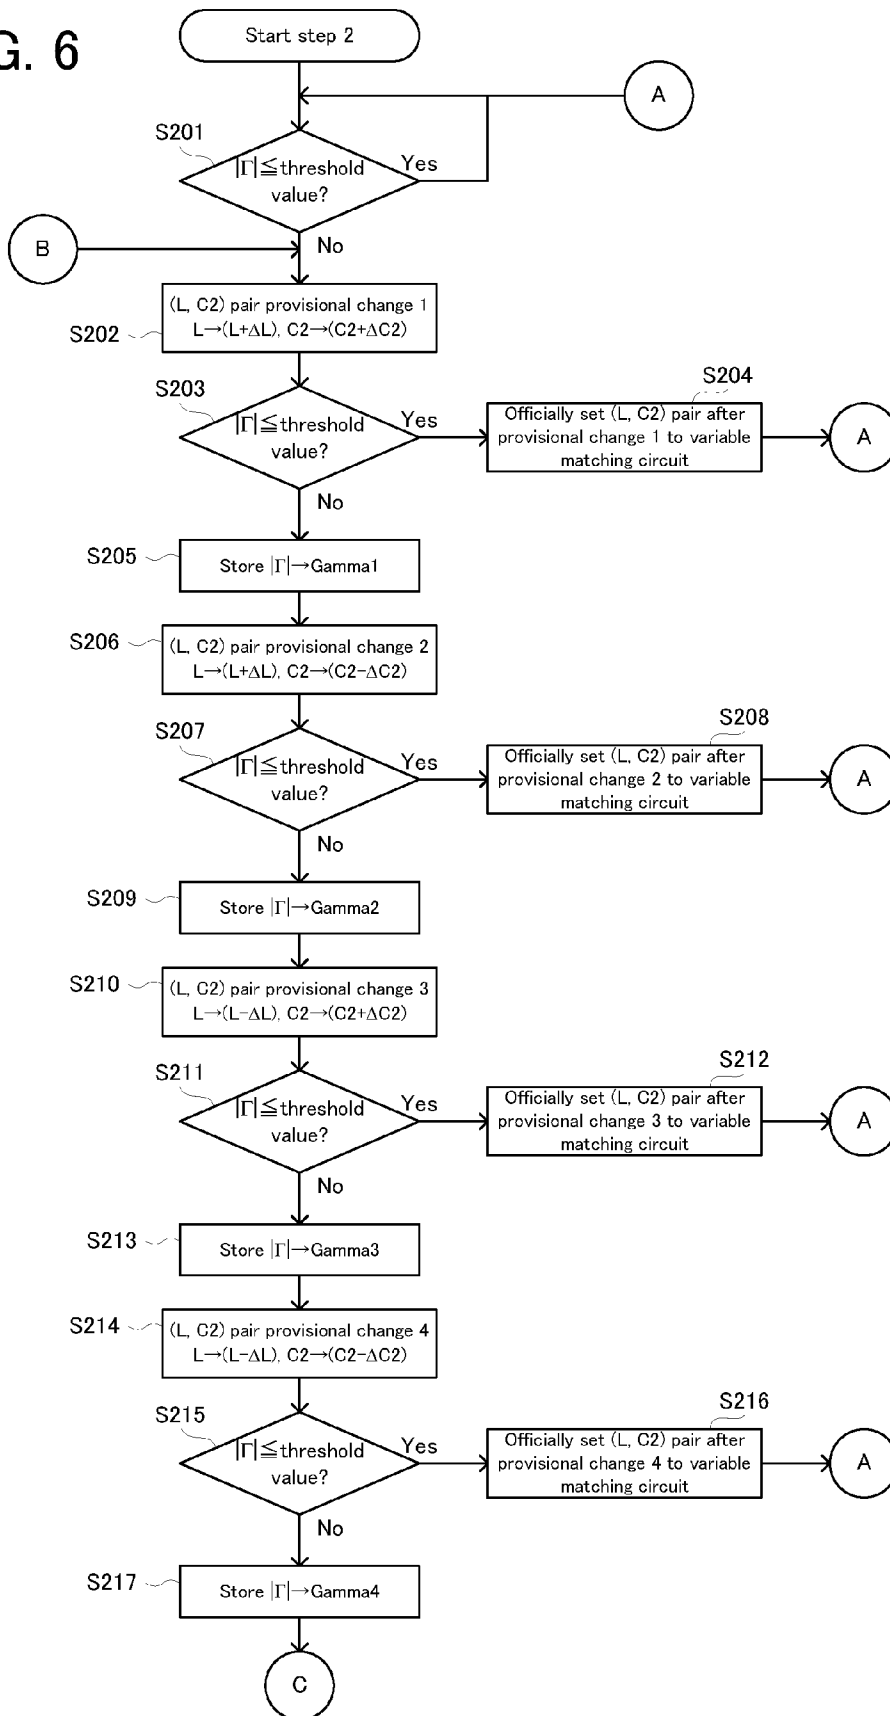 G. 6
Start step 2
A
S201
|Γ|≦threshold
value?
Yes
No
B
S202
(L, C2) pair provisional change 1
L→(L+ΔL), C2→(C2+ΔC2)
S203
|Γ|≦threshold
value?
Yes
No
S204
Officially set (L, C2) pair after
provisional change 1 to variable
matching circuit
A
S205
Store |Γ|→Gamma1
S206
(L, C2) pair provisional change 2
L→(L+ΔL), C2→(C2−ΔC2)
S207
|Γ|≦threshold
value?
Yes
No
S208
Officially set (L, C2) pair after
provisional change 2 to variable
matching circuit
A
S209
Store |Γ|→Gamma2
S210
(L, C2) pair provisional change 3
L→(L−ΔL), C2→(C2+ΔC2)
S211
|Γ|≦threshold
value?
Yes
No
S212
Officially set (L, C2) pair after
provisional change 3 to variable
matching circuit
A
S213
Store |Γ|→Gamma3
S214
(L, C2) pair provisional change 4
L→(L−ΔL), C2→(C2−ΔC2)
S215
|Γ|≦threshold
value?
Yes
No
S216
Officially set (L, C2) pair after
provisional change 4 to variable
matching circuit
A
S217
Store |Γ|→Gamma4
C